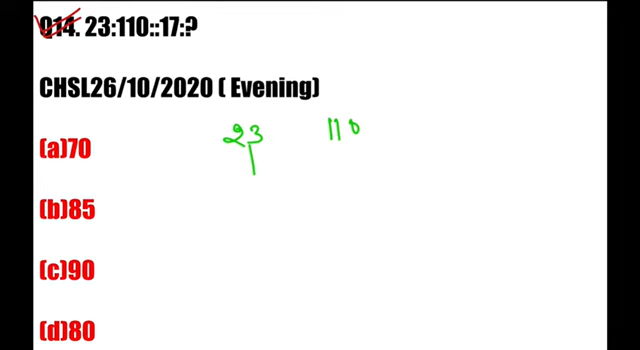 Q14. 23:110::17:?
CHSL26/10/2020 ( Evening)
23 110
(a)70
(b)85
(c)90
(d)80